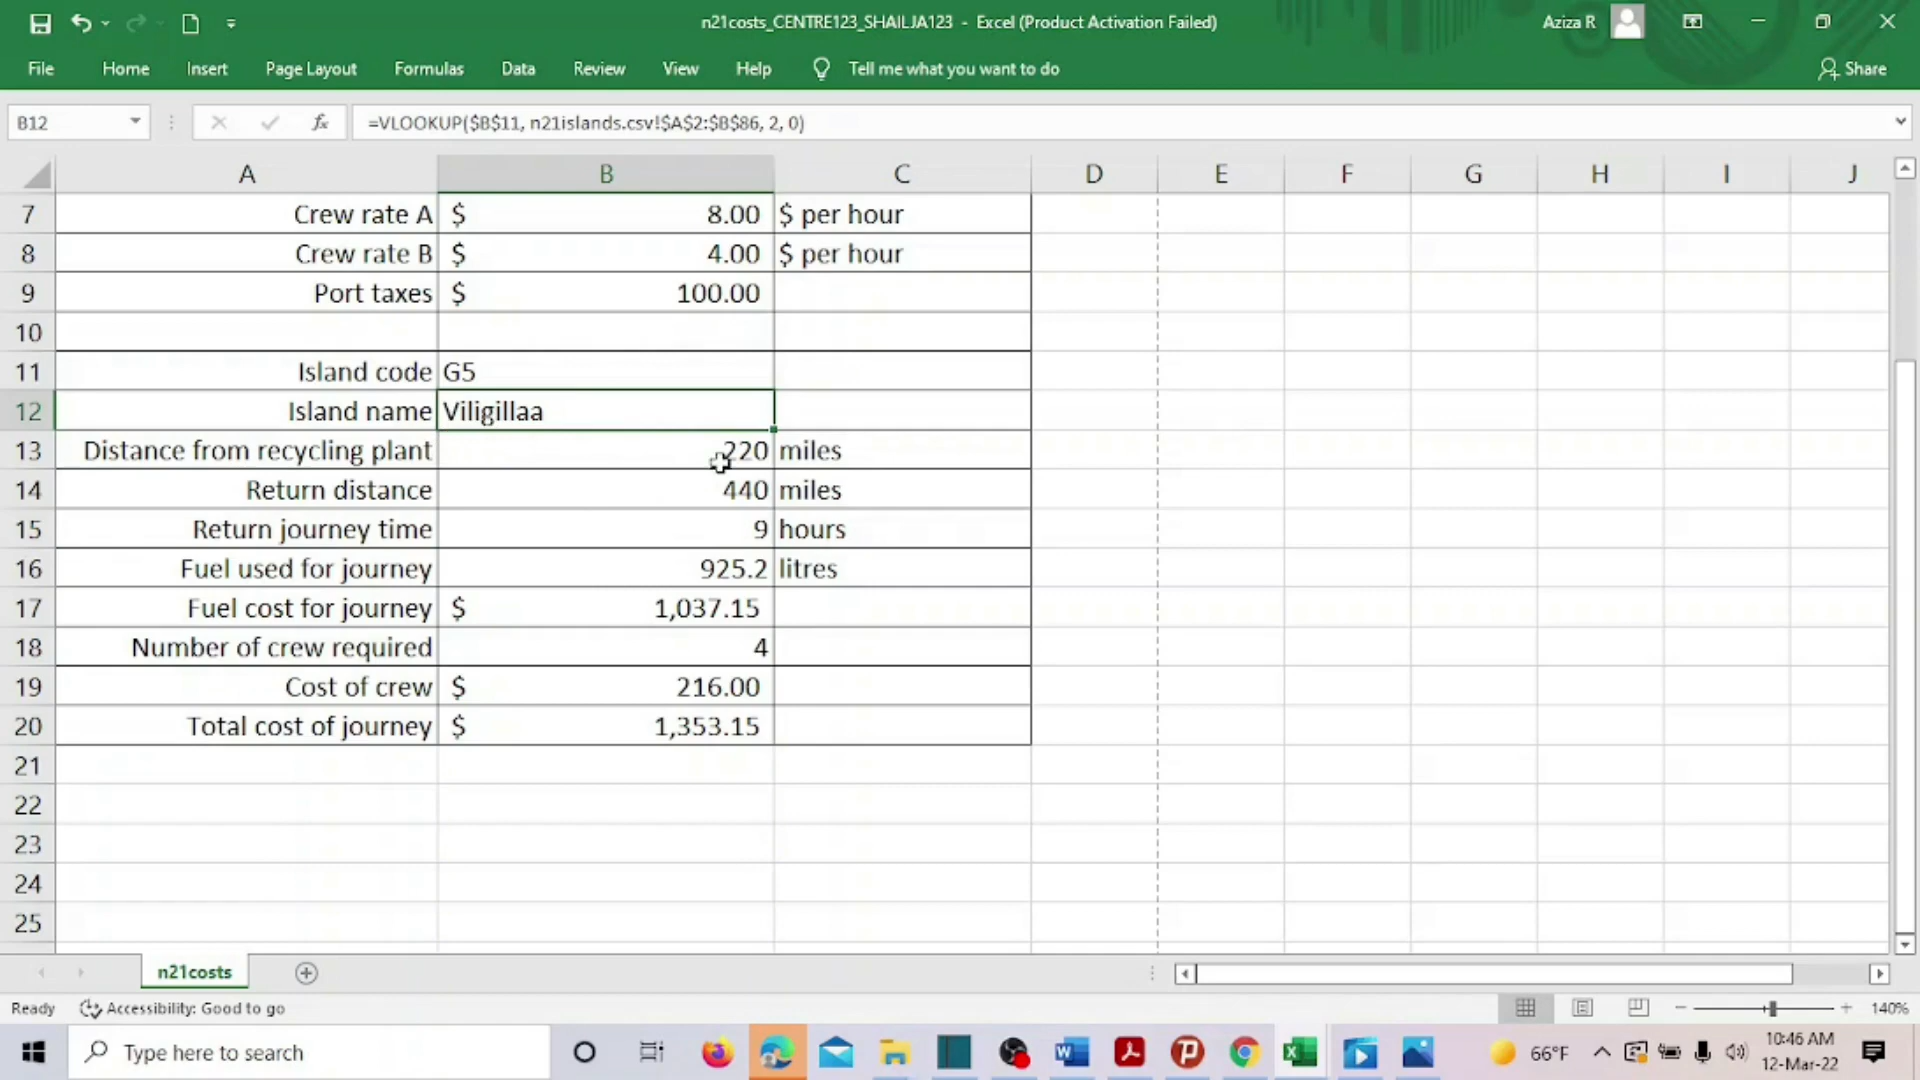 n21costs_CENTRE123_SHAILJA123 - Excel (Product Activation Failed)
Aziza R
File Home Insert Page Layout Formulas Data Review View Help Tell me what you want to do Share
B12 fx =VLOOKUP($B$11, n21islands.csv!$A$2:$B$86, 2, 0)
A B C D E F G H I J
7 Crew rate A $ 8.00 $ per hour
8 Crew rate B $ 4.00 $ per hour
9 Port taxes $ 100.00
10
11 Island code G5
12 Island name Viligillaa
13 Distance from recycling plant 220 miles
14 Return distance 440 miles
15 Return journey time 9 hours
16 Fuel used for journey 925.2 litres
17 Fuel cost for journey $ 1,037.15
18 Number of crew required 4
19 Cost of crew $ 216.00
20 Total cost of journey $ 1,353.15
21
22
23
24
25
n21costs
Ready Accessibility: Good to go 140%
Type here to search 66°F 10:46 AM
12-Mar-22